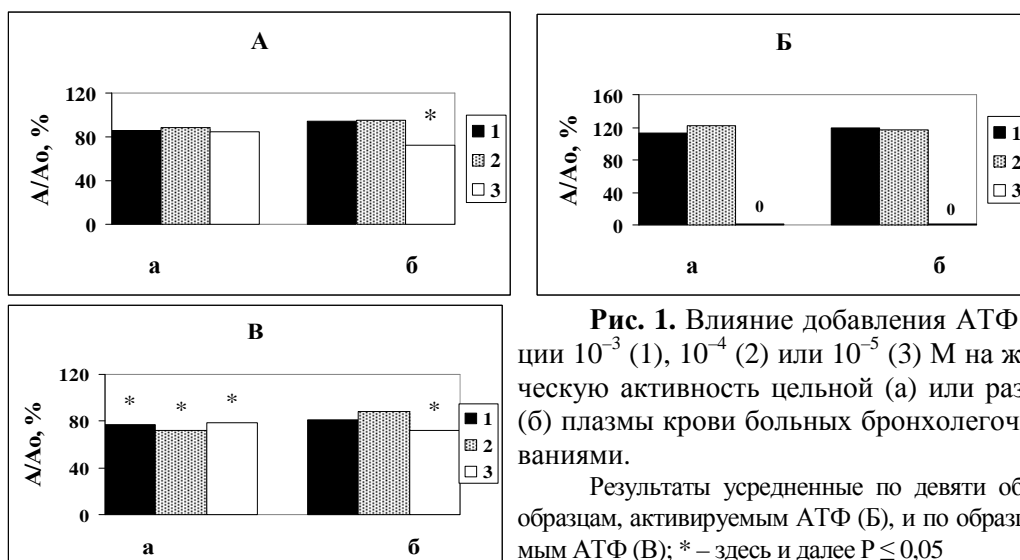 А
A/Ao, %
120
80
40
0
*
1
2
3
а
б
Б
A/Ao, %
160
120
80
40
0
0
0
1
2
3
а
б
В
A/Ao, %
120
80
40
0
* * * *
1
2
3
а
б
Рис. 1. Влияние добавления АТФ
ции 10⁻³ (1), 10⁻⁴ (2) или 10⁻⁵ (3) М на ж
ческую активность цельной (а) или раз
(б) плазмы крови больных бронхолегоч
ваниями.
Результаты усредненные по девяти об
образцам, активируемым АТФ (Б), и по образц
мым АТФ (В); * – здесь и далее P ≤ 0,05